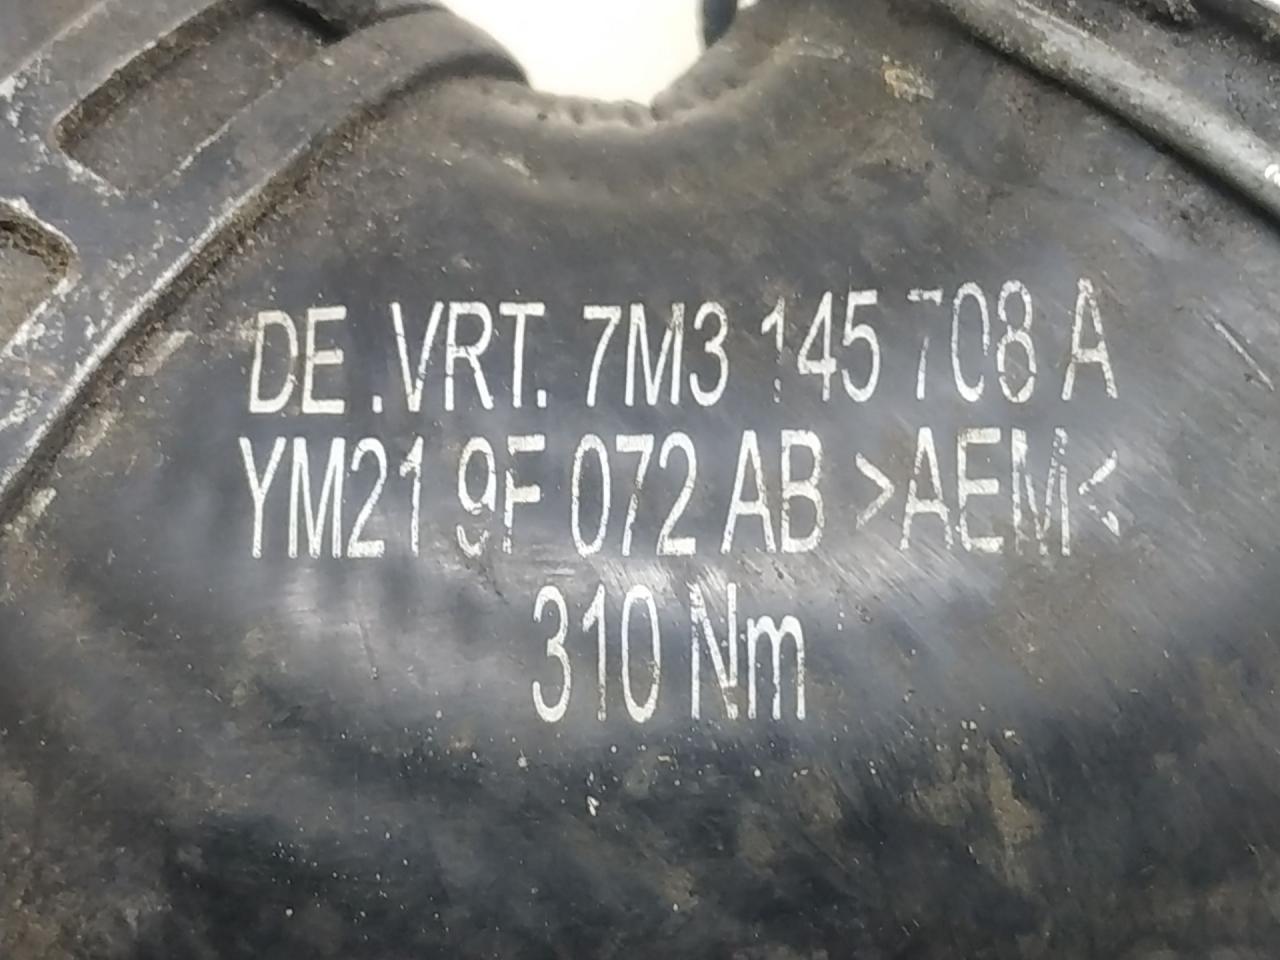 DE .VRT. 7M3 145 708 A
YM21 9F 072 AB >AEM<
310 Nm